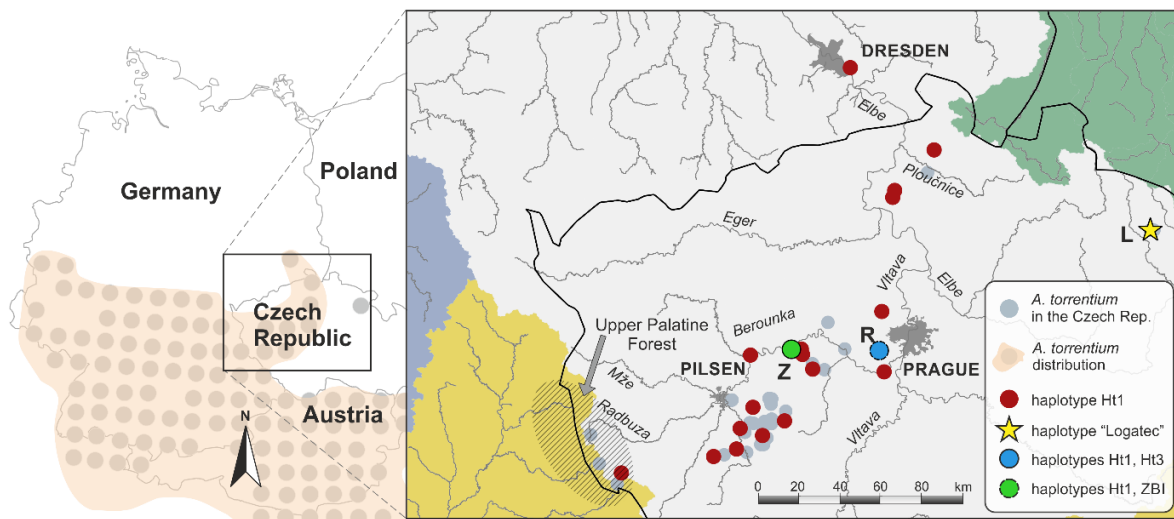 Germany
Poland
Czech
Republic
Austria
N
DRESDEN
Elbe
Ploučnice
Eger
Vltava
Elbe
L
Berounka
R
Upper Palatine
Forest
PILSEN
Z
PRAGUE
Mže
Radbuza
Vltava
0 20 40 60 80 km
A. torrentium
in the Czech Rep.
A. torrentium
distribution
haplotype Ht1
haplotype “Logatec”
haplotypes Ht1, Ht3
haplotypes Ht1, ZBI